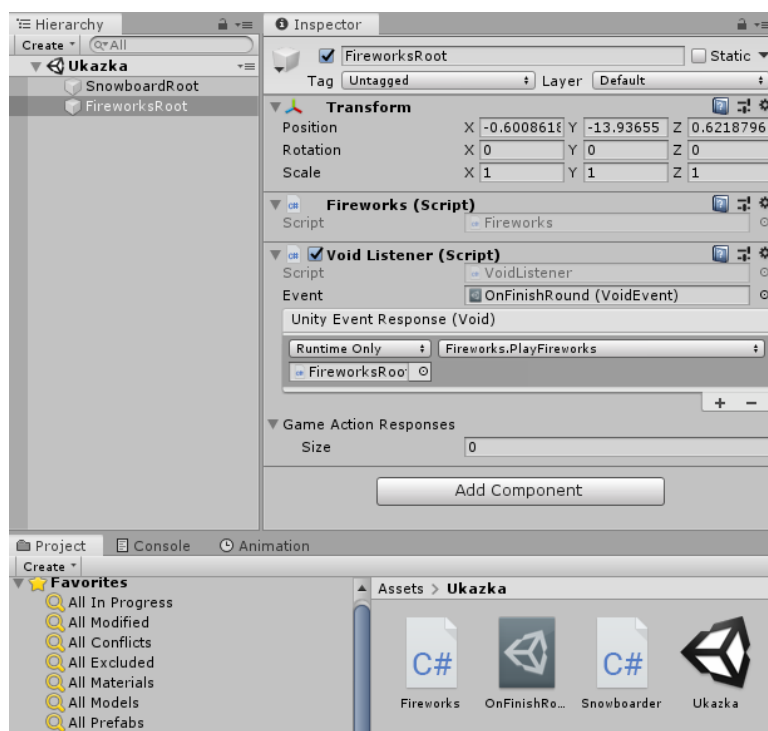 Hierarchy
Create All
Ukazka
SnowboardRoot
FireworksRoot
Inspector
FireworksRoot Static
Tag Untagged Layer Default
Transform
Position X -0.6008618 Y -13.93655 Z 0.6218796
Rotation X 0 Y 0 Z 0
Scale X 1 Y 1 Z 1
C# Fireworks (Script)
Script Fireworks
C# Void Listener (Script)
Script VoidListener
Event OnFinishRound (VoidEvent)
Unity Event Response (Void)
Runtime Only Fireworks.PlayFireworks
FireworksRoo
+ −
Game Action Responses
Size 0
Add Component
Project Console Animation
Create
Favorites
All In Progress
All Modified
All Conflicts
All Excluded
All Materials
All Models
All Prefabs
Assets > Ukazka
C# C#
Fireworks OnFinishRo... Snowboarder Ukazka